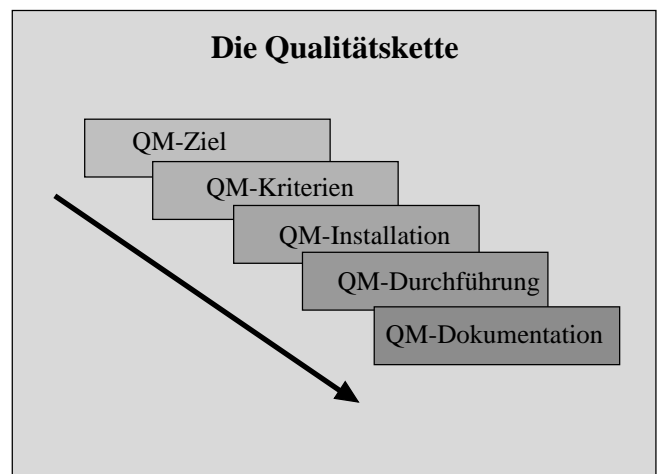 Die Qualitätskette
QM-Ziel
QM-Kriterien
QM-Installation
QM-Durchführung
QM-Dokumentation